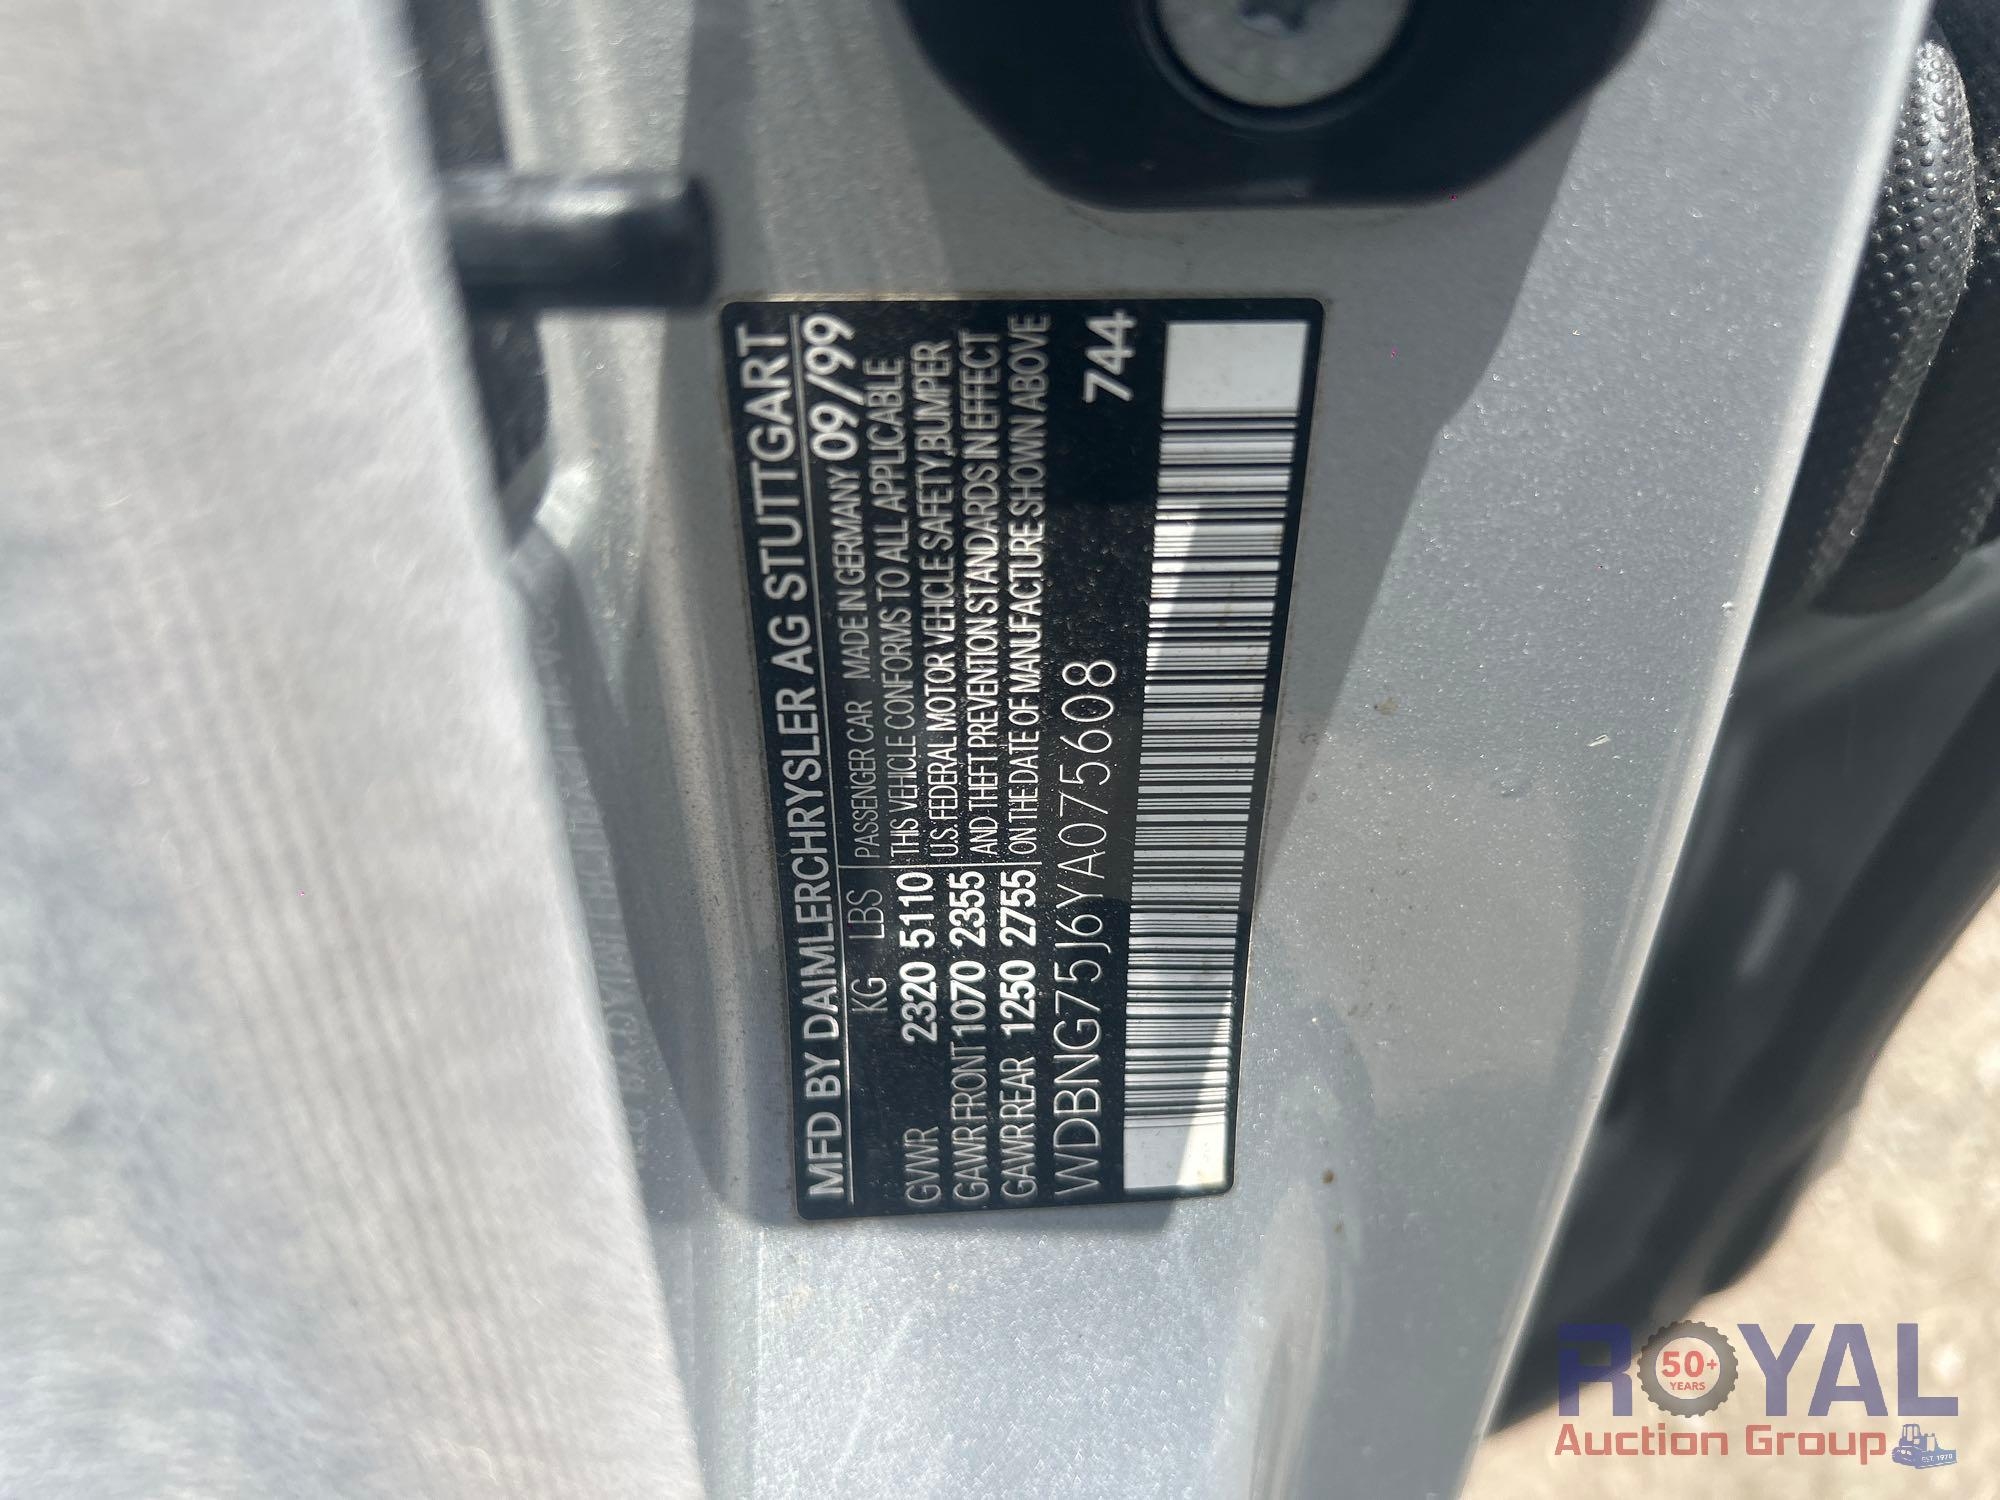 MFD BY DAIMLERCHRYSLER AG STUTTGART
KG LBS PASSENGER CAR MADE IN GERMANY 09/99
GVWR 2320 5110 THIS VEHICLE CONFORMS TO ALL APPLICABLE
GAWR FRONT 1070 2355 U.S. FEDERAL MOTOR VEHICLE SAFETY, BUMPER
GAWR REAR 1250 2755 AND THEFT PREVENTION STANDARDS IN EFFECT
ON THE DATE OF MANUFACTURE SHOWN ABOVE
WDBNG75J6YA075608 744
ROYAL
50+
YEARS
Auction Group
EST. 1970